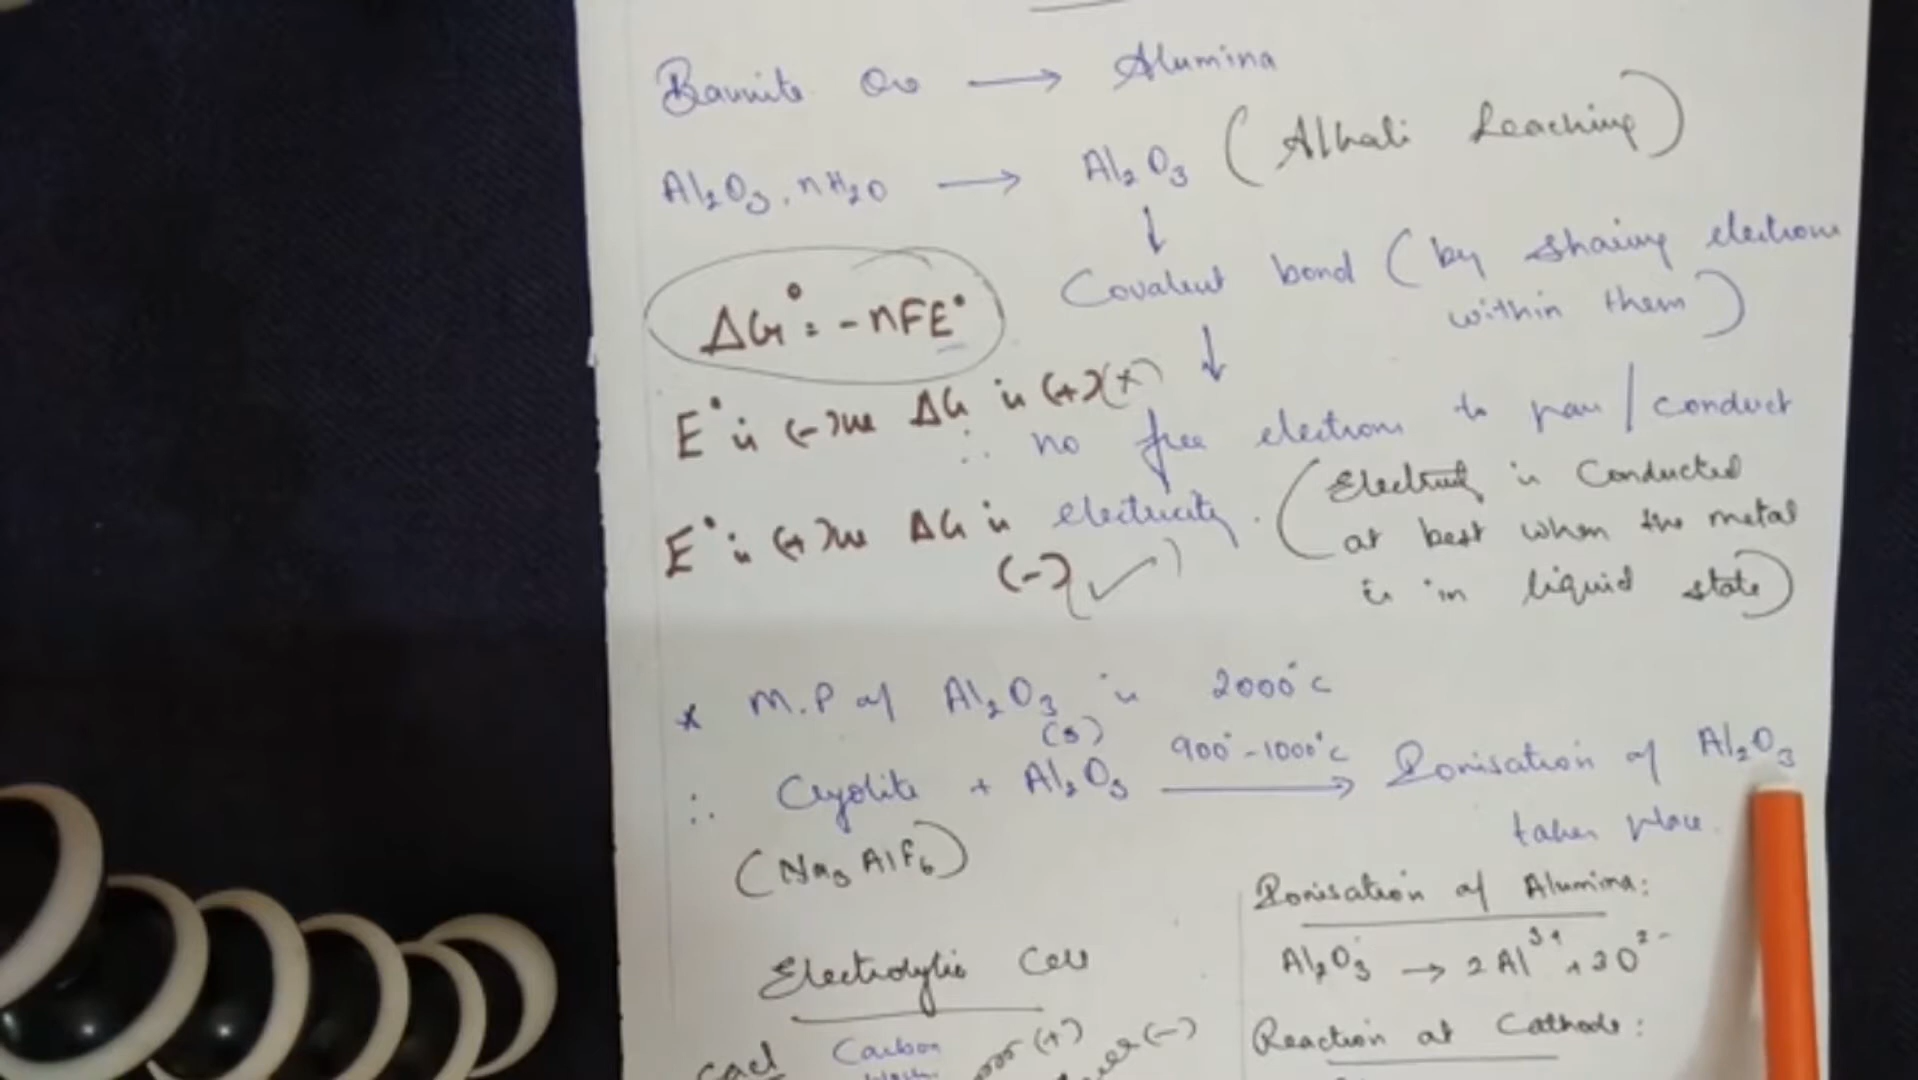 Bauxite Ore → Alumina
Al₂O₃.nH₂O → Al₂O₃ (Alkali Leaching)
↓
Covalent bond (by sharing electrons
within them)
↓
ΔG° = -nFE°
E° is (-)ve ΔG is (+)(x)
∴ no free electrons to pass/conduct
electricity. (Electricity is conducted
at best when the metal
is in liquid state)
E° is (+)ve ΔG is
(-)(✓)
* M.P of Al₂O₃ is 2000°C
(s)
∴ Cryolite + Al₂O₃ 900°-1000°C → Ionisation of Al₂O₃
takes place.
(Na₃AlF₆)
Ionisation of Alumina:
Al₂O₃ → 2Al³⁺ + 3O²⁻
Reaction at Cathode:
Electrolytic Cell
Carbon
(+)
(-)